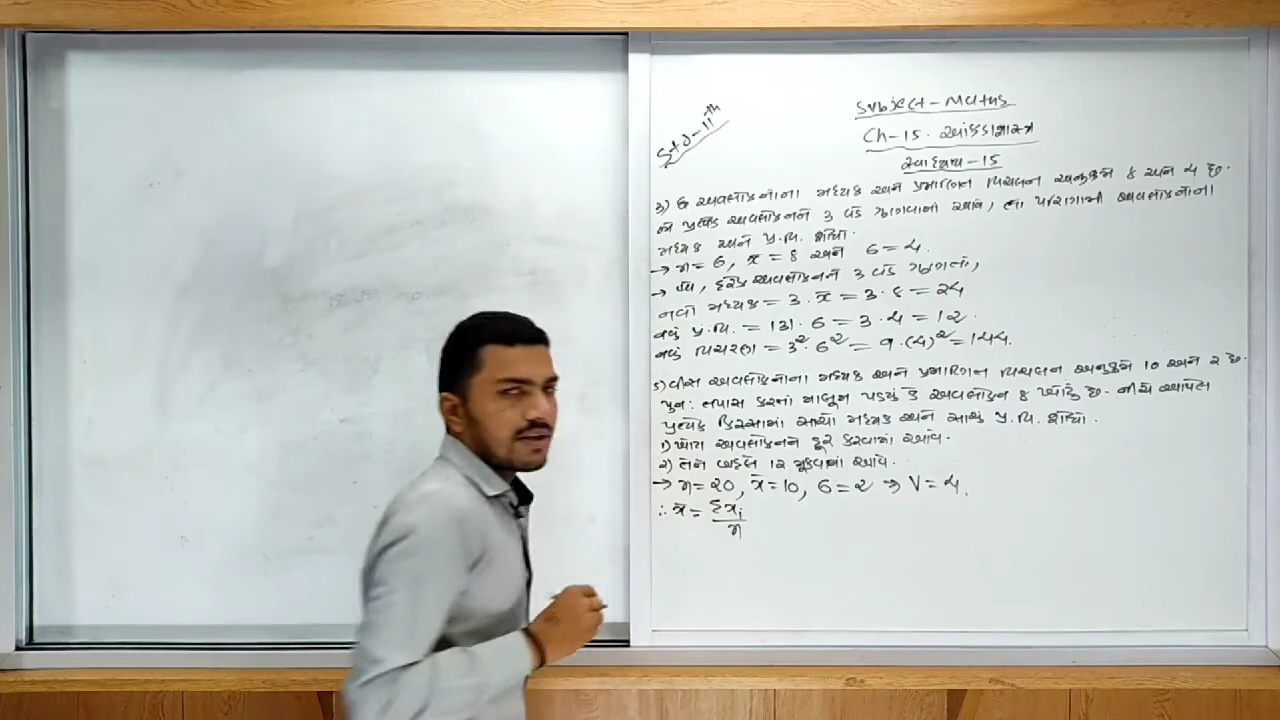 Std-11th
Subject-Maths
Ch-15. આંકડાશાસ્ત્ર
સ્વાધ્યાય-15
3) છ અવલોકનોના મધ્યક અને પ્રમાણિત વિચલન અનુક્રમે 8 અને 4 છે.
જો પ્રત્યેક અવલોકનને 3 વડે ગુણવામાં આવે, તો પરિણામી અવલોકનોના
મધ્યક અને પ્ર.વિ. શોધો.
→ n=6, x̄=8 અને σ=4.
→ હવે, દરેક અવલોકનને 3 વડે ગુણતાં,
નવો મધ્યક = 3·x̄ = 3·8 = 24
નવું પ્ર.વિ. = |3|·σ = 3·4 = 12.
નવું વિચરણ = 3²·σ² = 9·(4)² = 144.
5) વીસ અવલોકનોના મધ્યક અને પ્રમાણિત વિચલન અનુક્રમે 10 અને 2 છે.
પુન: તપાસ કરતાં માલૂમ પડ્યું કે અવલોકન 8 ખોટું છે. નીચે આપેલ
પ્રત્યેક કિસ્સામાં સાચો મધ્યક અને સાચું પ્ર.વિ. શોધો.
1) ખોટા અવલોકનને દૂર કરવામાં આવે.
2) તેને બદલે 12 મૂકવામાં આવે.
→ n=20, x̄=10, σ=2 ⇒ V=4.
∴ x̄ = Σxᵢ/n